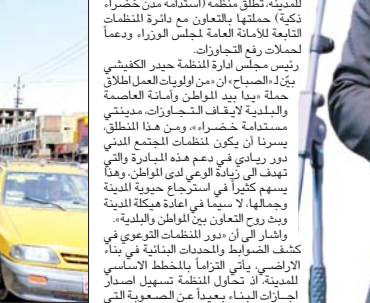 للمدينة، تطلق منظمة (استدامة مدن خضراء
ذكية) حملتها بالتعاون مع دائرة المنظمات
التابعة للأمانة العامة لمجلس الوزراء ودعماً
لحملات رفع التجاوزات.
رئيس مجلس ادارة المنظمة حيدر الكفيشي
بيّن لـ«الصباح» ان «من اولويات العمل اطلاق
حملة «يدا بيد المواطن وأمانة العاصمة
والبلدية لايقاف التجاوزات، مدينتي
مستدامة خضراء»، ومن هذا المنطلق،
يسرنا أن يكون لمنظمات المجتمع المدني
دور ريادي في دعم هذه المبادرة والتي
تهدف الى زيادة الوعي لدى المواطن، وهذا
يسهم كثيراً في استرجاع حيوية المدينة
وجمالها، لا سيما في اعادة هيكلة المدينة
وبث روح التعاون بين المواطن والبلدية».
واشار الى أن «دور المنظمات التوعوي في
كشف الضوابط والمحددات البنائية في بناء
الاراضي، يأتي التزاماً بالمخطط الاساسي
للمدينة، اذ تحاول المنظمة تسهيل اصدار
اجازات البناء بعيداً عن الصعوبة التي